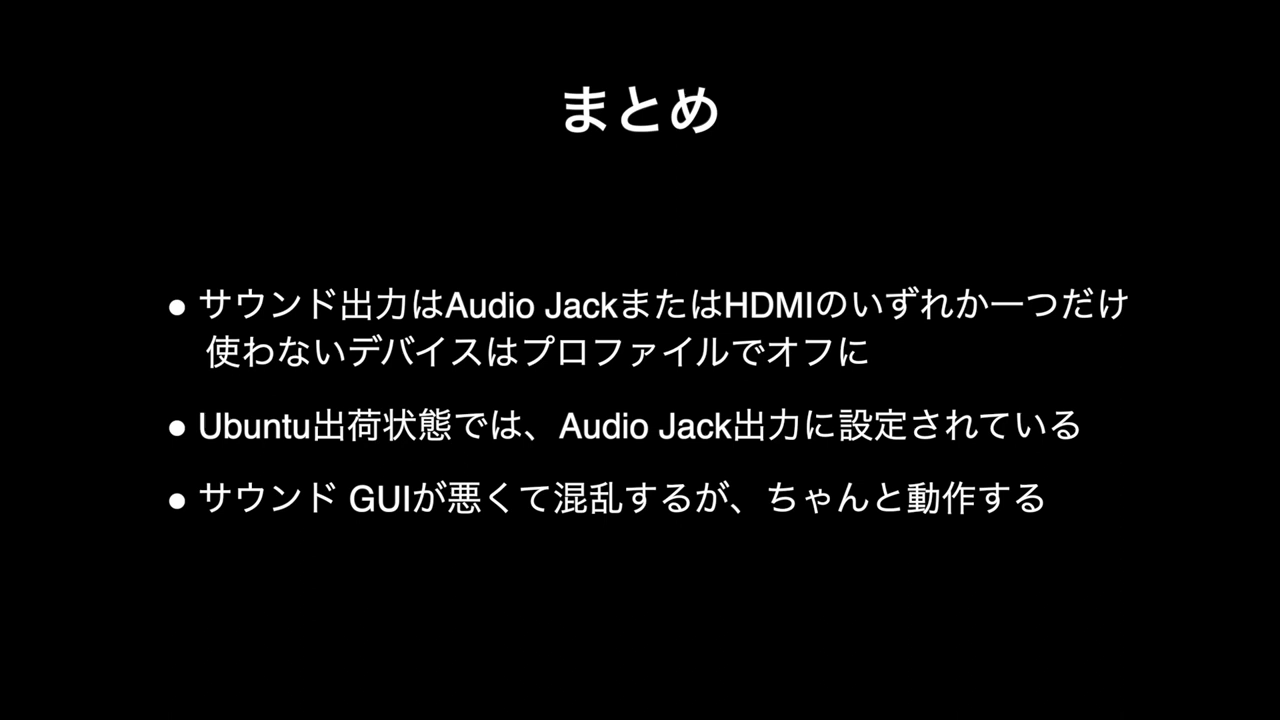 まとめ
● サウンド出力はAudio JackまたはHDMIのいずれか一つだけ
使わないデバイスはプロファイルでオフに
● Ubuntu出荷状態では、Audio Jack出力に設定されている
● サウンド GUIが悪くて混乱するが、ちゃんと動作する